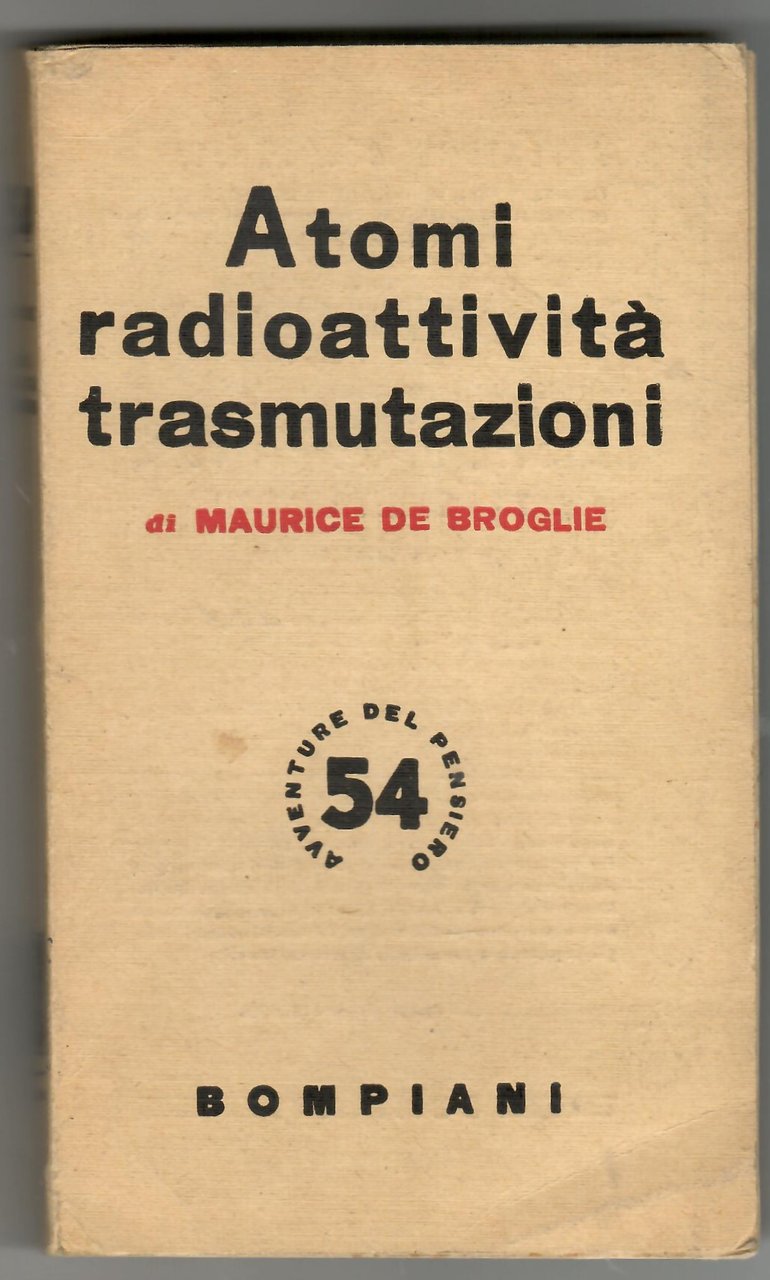 Atomi
radioattività
trasmutazioni
di MAURICE DE BROGLIE
AVVENTURE DEL PENSIERO
54
BOMPIANI